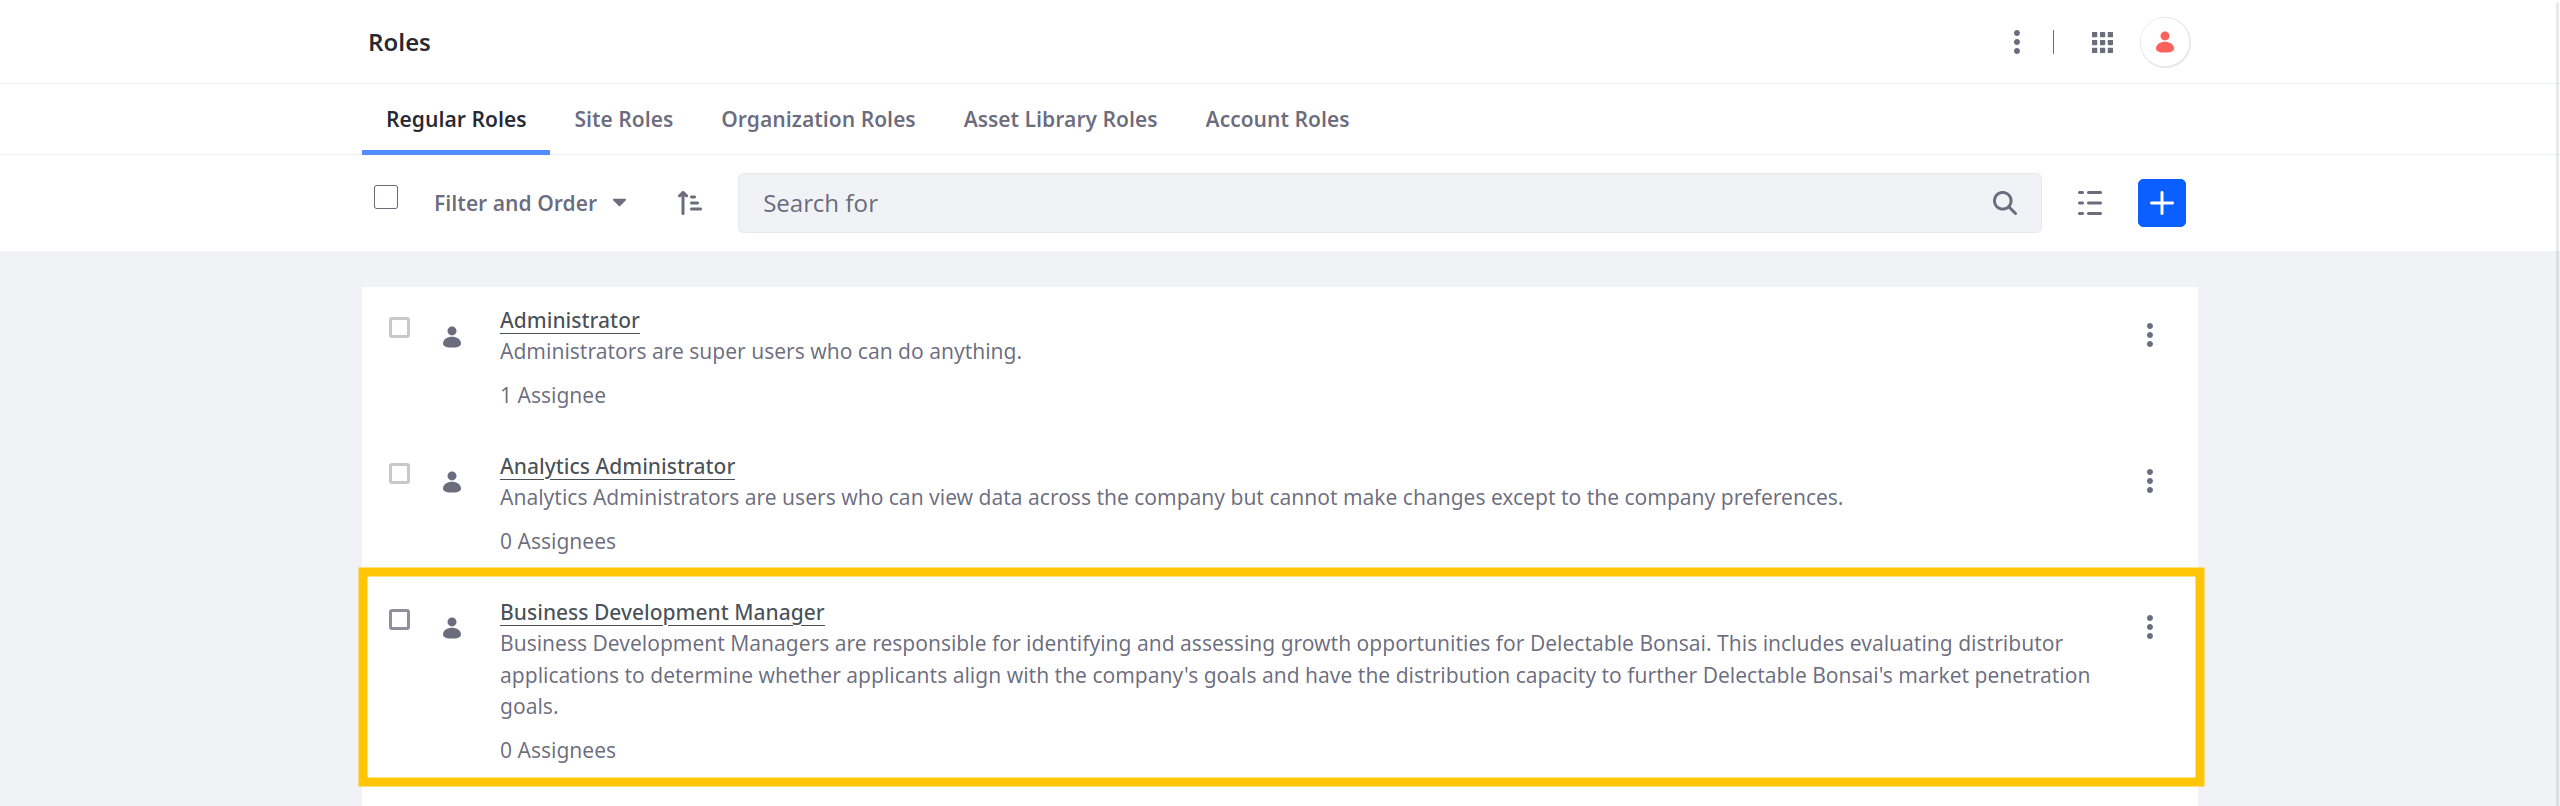 Roles
Regular Roles
Site Roles
Organization Roles
Asset Library Roles
Account Roles
Filter and Order
Search for
Administrator
Administrators are super users who can do anything.
1 Assignee
Analytics Administrator
Analytics Administrators are users who can view data across the company but cannot make changes except to the company preferences.
0 Assignees
Business Development Manager
Business Development Managers are responsible for identifying and assessing growth opportunities for Delectable Bonsai. This includes evaluating distributor
applications to determine whether applicants align with the company's goals and have the distribution capacity to further Delectable Bonsai's market penetration
goals.
0 Assignees